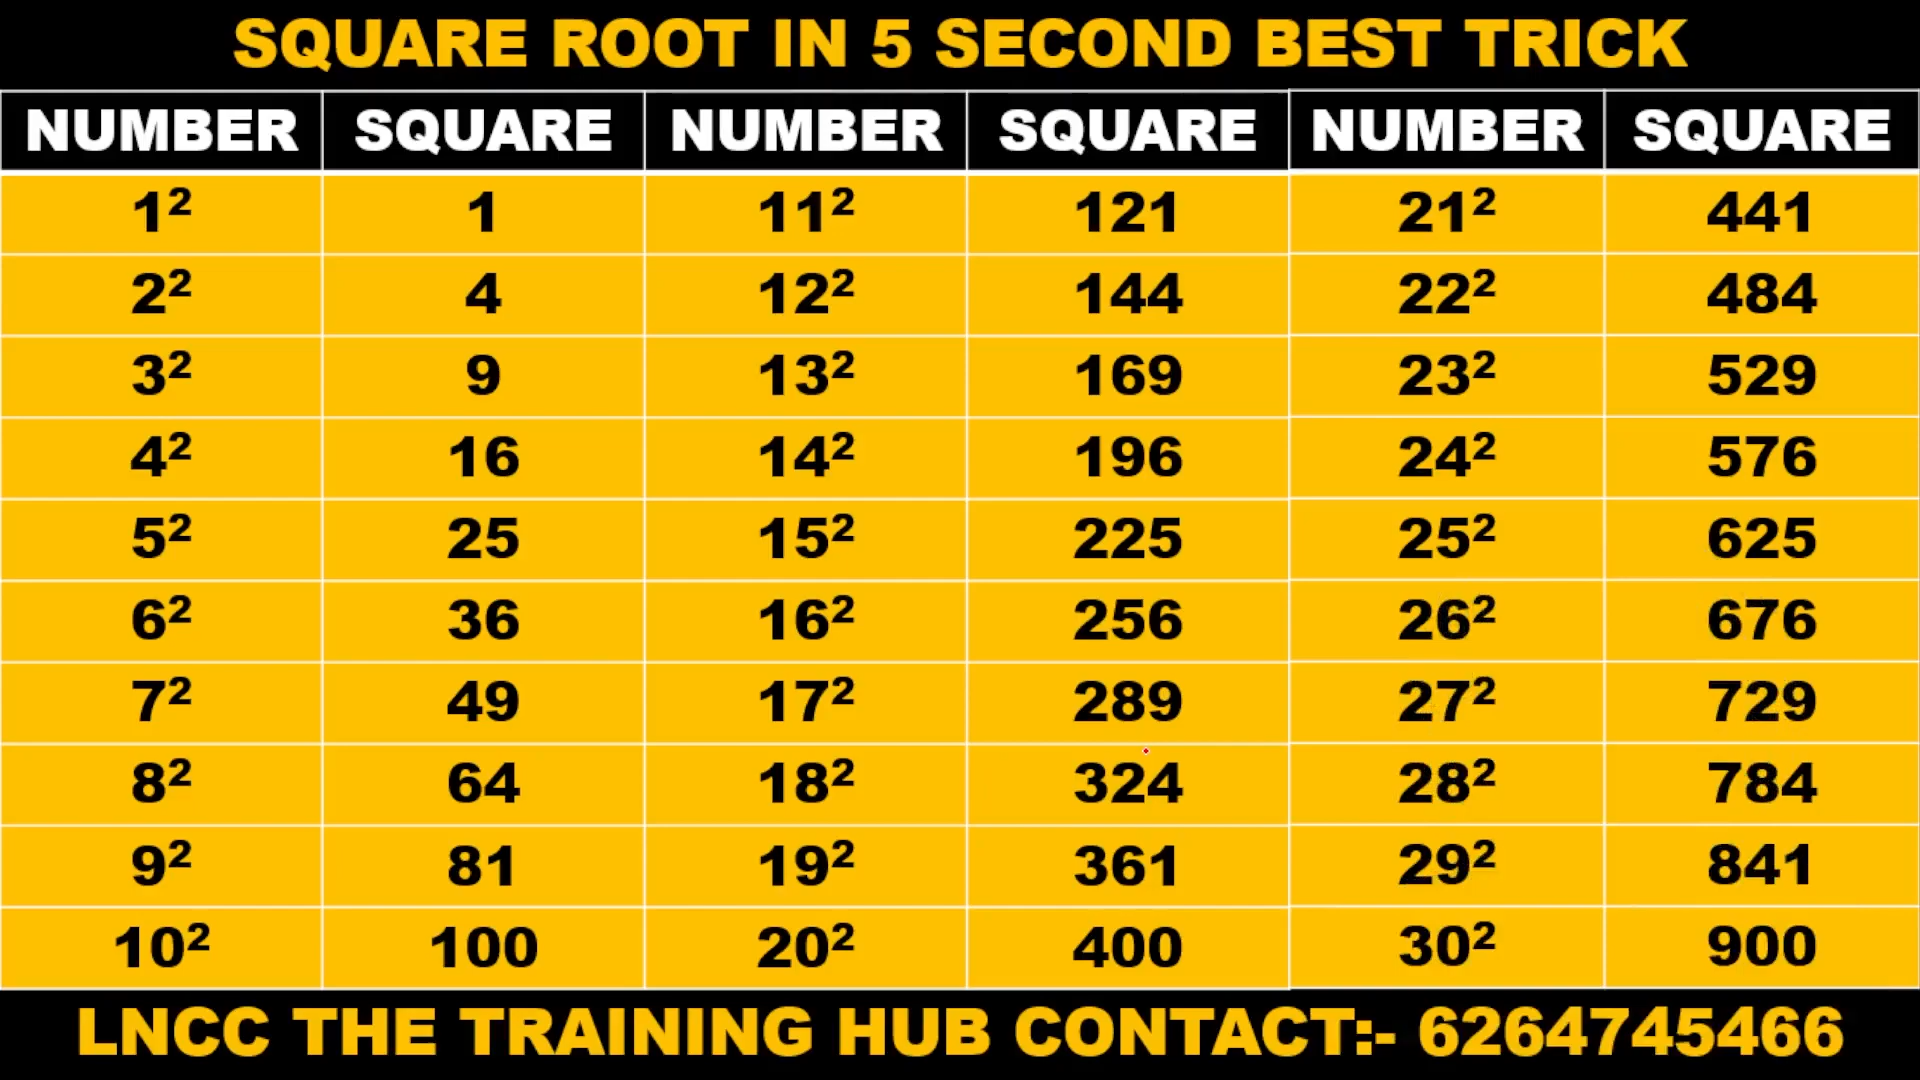 SQUARE ROOT IN 5 SECOND BEST TRICK
NUMBER SQUARE NUMBER SQUARE NUMBER SQUARE
1² 1 11² 121 21² 441
2² 4 12² 144 22² 484
3² 9 13² 169 23² 529
4² 16 14² 196 24² 576
5² 25 15² 225 25² 625
6² 36 16² 256 26² 676
7² 49 17² 289 27² 729
8² 64 18² 324 28² 784
9² 81 19² 361 29² 841
10² 100 20² 400 30² 900
LNCC THE TRAINING HUB CONTACT:- 6264745466